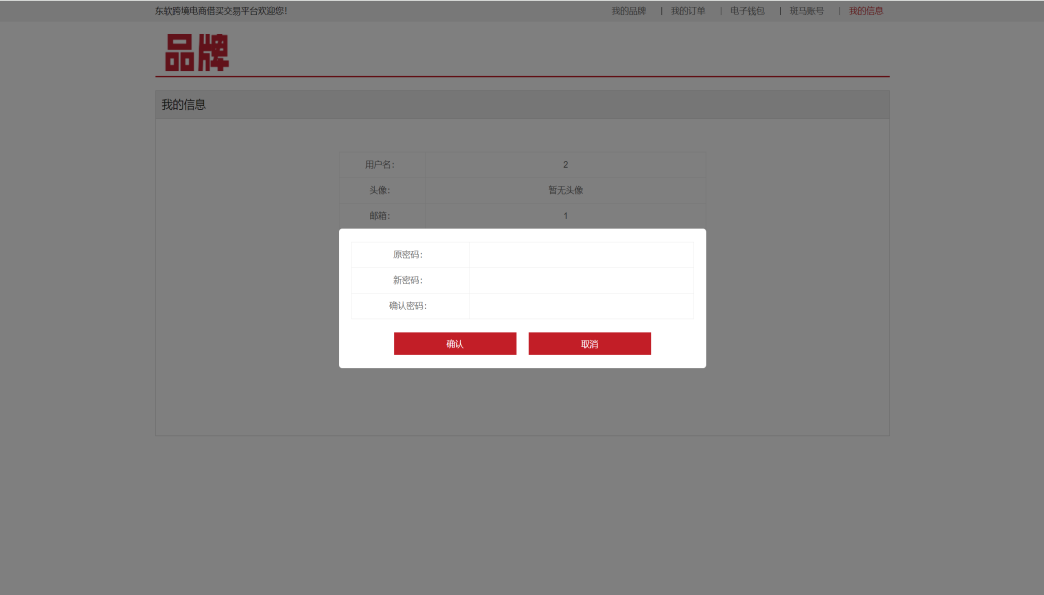 东软跨境电商借买交易平台欢迎您！
我的品牌 | 我的订单 | 电子钱包 | 斑马账号 | 我的信息
品牌
我的信息
用户名： 2
头像： 暂无头像
邮箱： 1
原密码：
新密码：
确认密码：
确认 取消